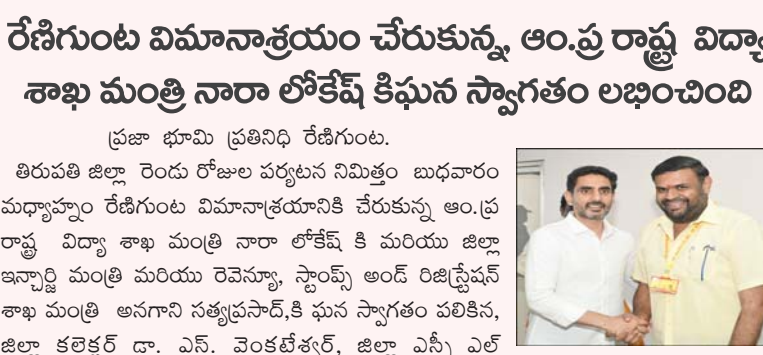 రేణిగుంట విమానాశ్రయం చేరుకున్న, ఆం.ప్ర రాష్ట్ర విద్యా
శాఖ మంత్రి నారా లోకేష్ కిఘన స్వాగతం లభించింది
ప్రజా భూమి ప్రతినిధి రేణిగుంట.
తిరుపతి జిల్లా రెండు రోజుల పర్యటన నిమిత్తం బుధవారం
మధ్యాహ్నం రేణిగుంట విమానాశ్రయానికి చేరుకున్న ఆం.ప్ర
రాష్ట్ర విద్యా శాఖ మంత్రి నారా లోకేష్ కి మరియు జిల్లా
ఇన్చార్జి మంత్రి మరియు రెవెన్యూ, స్టాంప్స్ అండ్ రిజిస్ట్రేషన్
శాఖ మంత్రి అనగాని సత్యప్రసాద్,కి ఘన స్వాగతం పలికిన,
జిల్లా కలెక్టర్ డా. ఎస్. వెంకటేశ్వర్, జిల్లా ఎస్పీ ఎల్